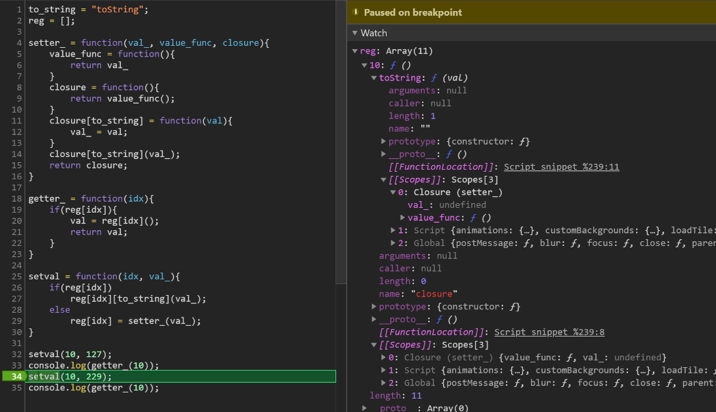 1 to_string = "toString";
2 reg = [];
3
4 setter_ = function(val_, value_func, closure){
5 value_func = function(){
6 return val_
7 }
8 closure = function(){
9 return value_func();
10 }
11 closure[to_string] = function(val){
12 val_ = val;
13 }
14 closure[to_string](val_);
15 return closure;
16 }
17
18 getter_ = function(idx){
19 if(reg[idx]){
20 val = reg[idx]();
21 return val;
22 }
23 }
24
25 setval = function(idx, val_){
26 if(reg[idx])
27 reg[idx][to_string](val_);
28 else
29 reg[idx] = setter_(val_);
30 }
31
32 setval(10, 127);
33 console.log(getter_(10));
34 setval(10, 229);
35 console.log(getter_(10));
Paused on breakpoint
Watch
reg: Array(11)
10: ƒ ()
toString: ƒ (val)
arguments: null
caller: null
length: 1
name: ""
prototype: {constructor: ƒ}
__proto__: ƒ ()
[[FunctionLocation]]: Script snippet %239:11
[[Scopes]]: Scopes[3]
0: Closure (setter_)
val_: undefined
value_func: ƒ ()
1: Script {animations: {…}, customBackgrounds: {…}, loadTile:
2: Global {postMessage: ƒ, blur: ƒ, focus: ƒ, close: ƒ, paren
arguments: null
caller: null
length: 0
name: "closure"
prototype: {constructor: ƒ}
__proto__: ƒ ()
[[FunctionLocation]]: Script snippet %239:8
[[Scopes]]: Scopes[3]
0: Closure (setter_) {value_func: ƒ, val_: undefined}
1: Script {animations: {…}, customBackgrounds: {…}, loadTile:
2: Global {postMessage: ƒ, blur: ƒ, focus: ƒ, close: ƒ, parent:
length: 11
proto : Array(0)